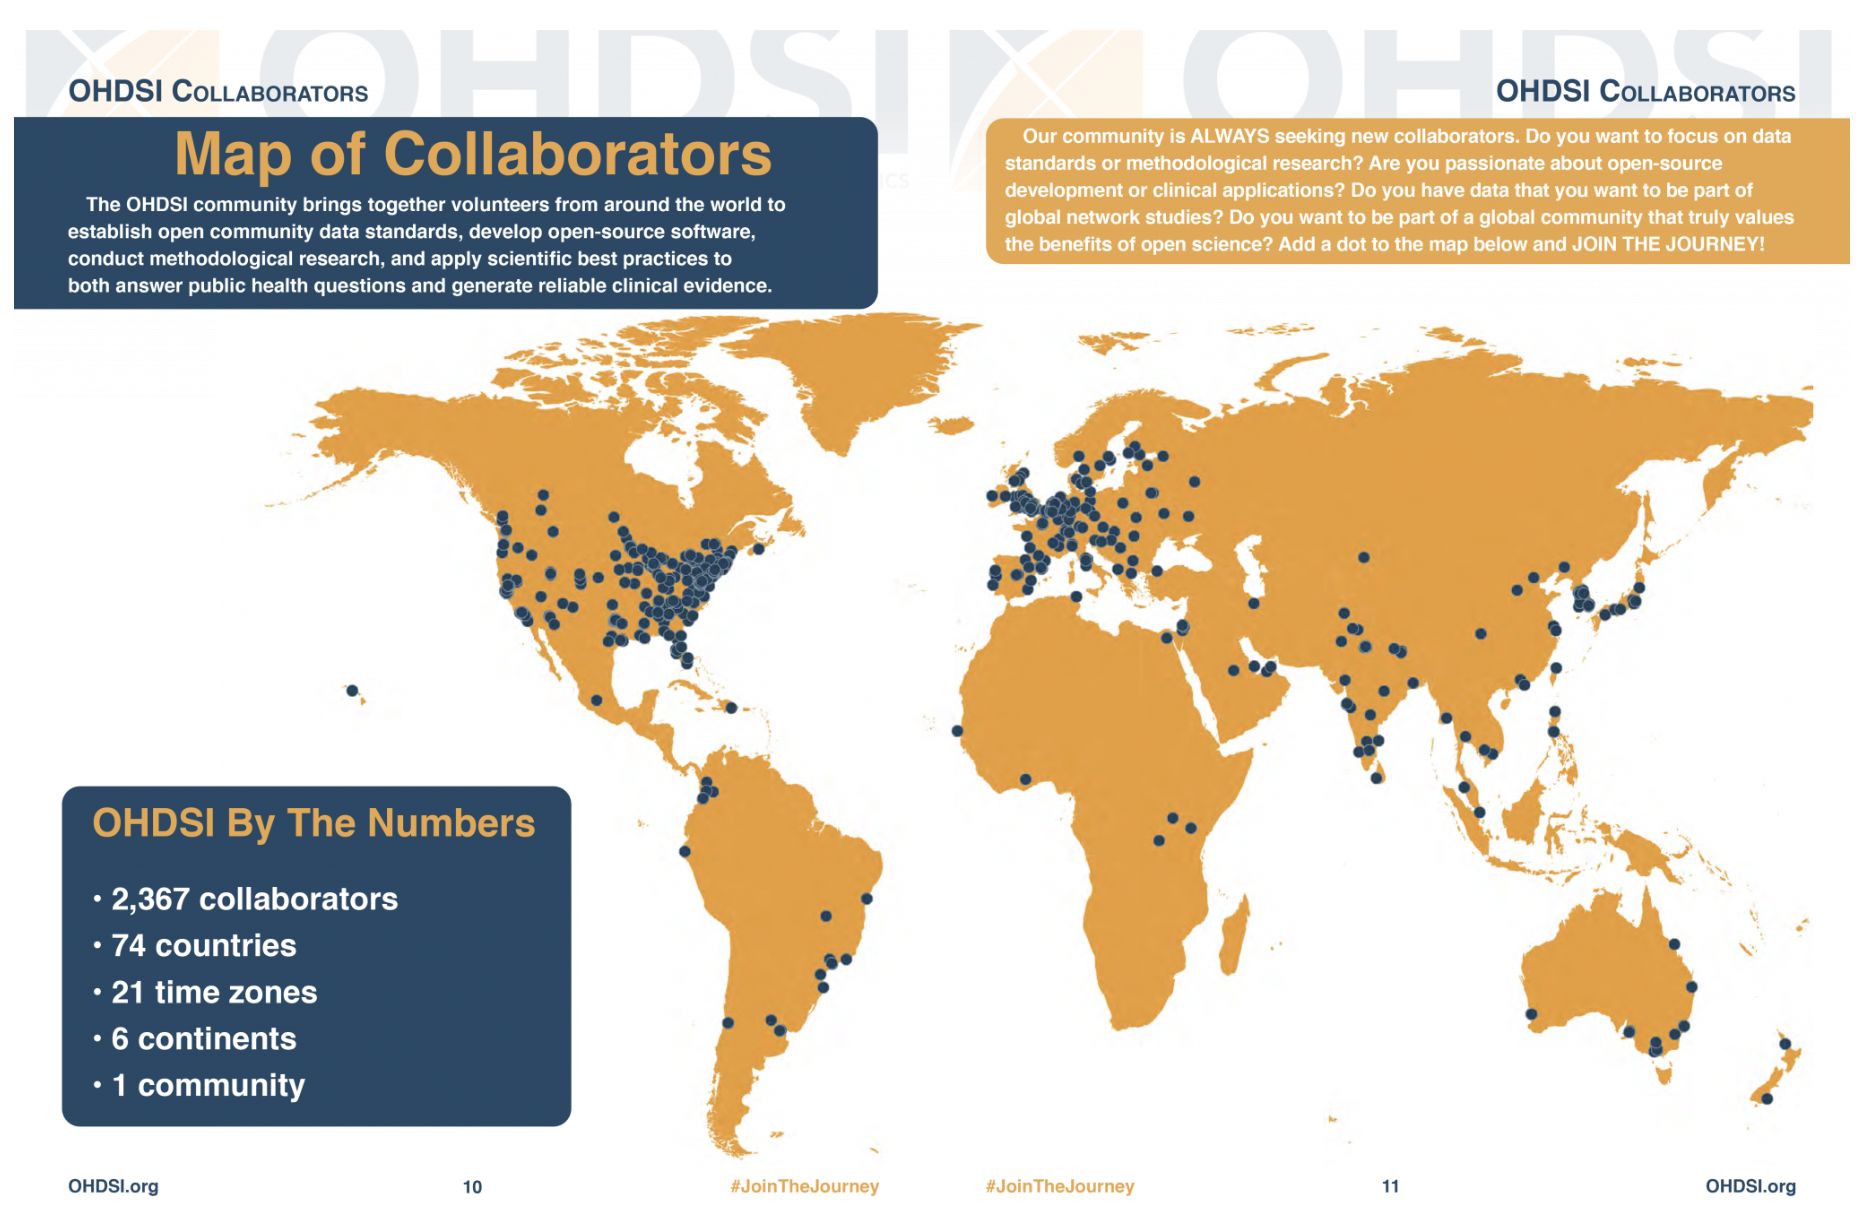 OHDSI
OHDSI
OHDSI COLLABORATORS
Map of Collaborators
The OHDSI community brings together volunteers from around the world to
establish open community data standards, develop open-source software,
conduct methodological research, and apply scientific best practices to
both answer public health questions and generate reliable clinical evidence.
OHDSI By The Numbers
• 2,367 collaborators
• 74 countries
• 21 time zones
• 6 continents
• 1 community
OHDSI.org
10
#JoinTheJourney
OHDSI COLLABORATORS
Our community is ALWAYS seeking new collaborators. Do you want to focus on data
standards or methodological research? Are you passionate about open-source
development or clinical applications? Do you have data that you want to be part of
global network studies? Do you want to be part of a global community that truly values
the benefits of open science? Add a dot to the map below and JOIN THE JOURNEY!
#JoinTheJourney
11
OHDSI.org